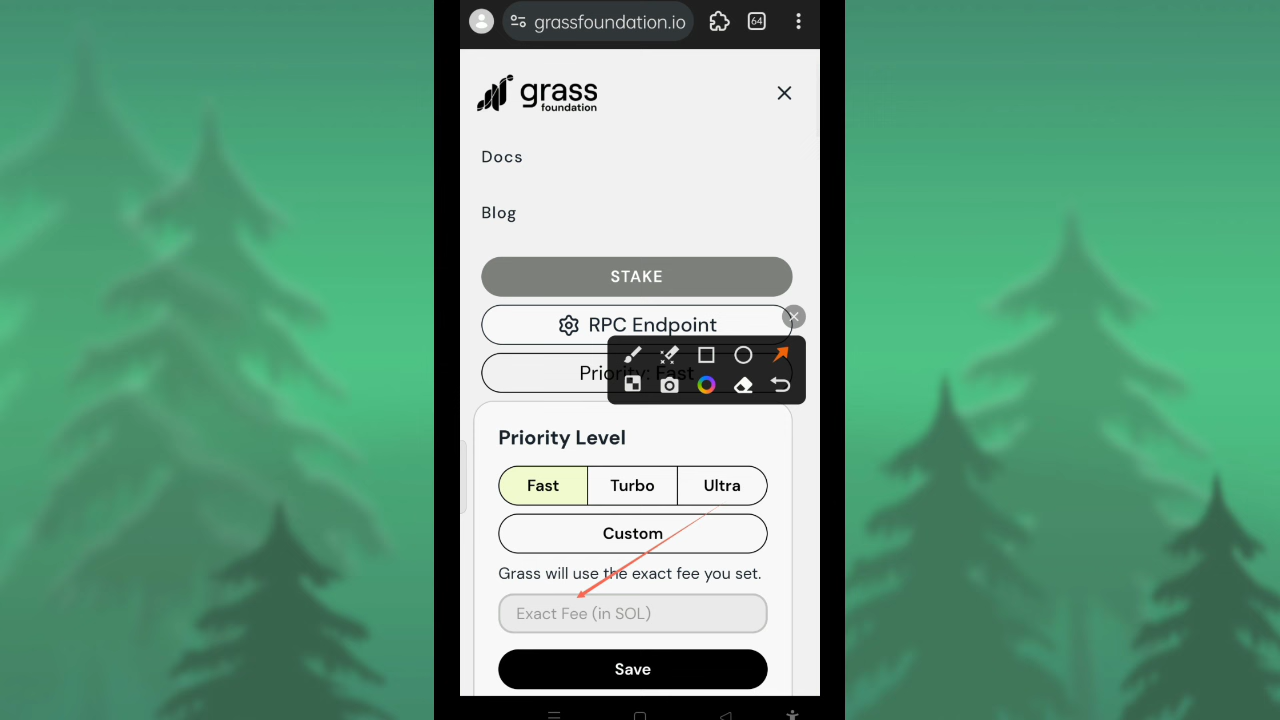 grassfoundation.io
64
grass
foundation
Docs
Blog
STAKE
RPC Endpoint
Priority: Fast
Priority Level
Fast
Turbo
Ultra
Custom
Grass will use the exact fee you set.
Exact Fee (in SOL)
Save